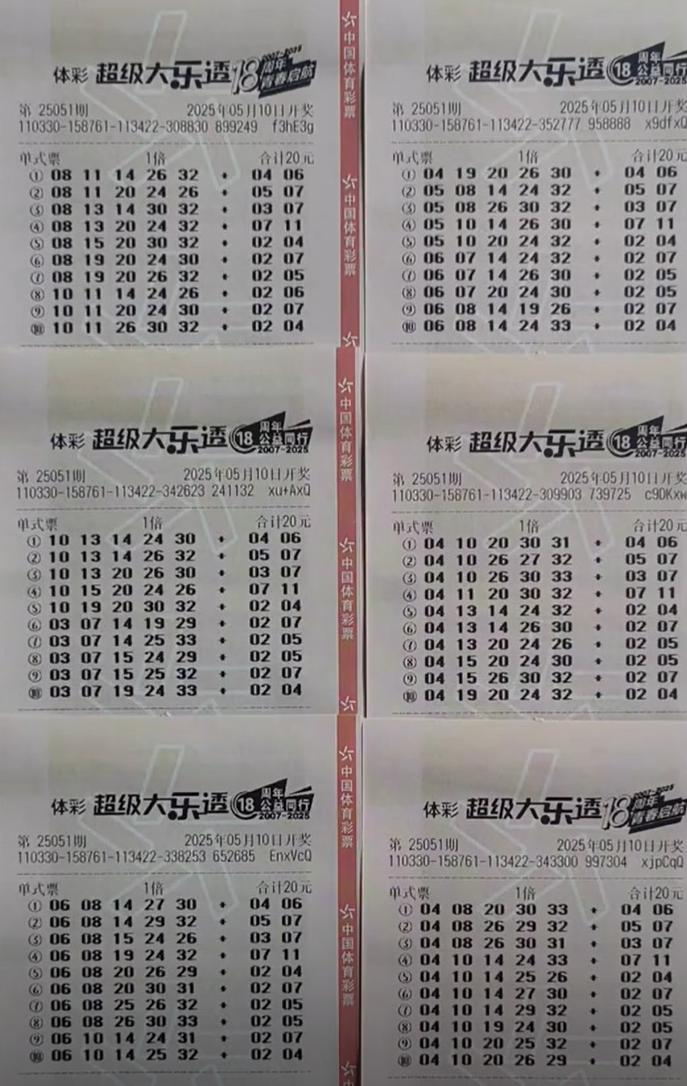 体彩 超级大乐透 18周年 青春启航 2007-2025
第 25051期 2025年05月10日开奖
110330-158761-113422-308830 899249 f3hE3g
单式票 1倍 合计20元
① 08 11 14 26 32 + 04 06
② 08 11 20 24 26 + 05 07
③ 08 13 14 30 32 + 03 07
④ 08 13 20 24 32 + 07 11
⑤ 08 15 20 30 32 + 02 04
⑥ 08 19 20 24 30 + 02 07
⑦ 08 19 20 26 32 + 02 05
⑧ 10 11 14 24 26 + 02 06
⑨ 10 11 20 24 30 + 02 07
⑩ 10 11 26 30 32 + 02 04
中国体育彩票
中国体育彩票
体彩 超级大乐透 18周年 公益同行 2007-2025
第 25051期 2025年05月10日开奖
110330-158761-113422-352777 958888 x9dfxQ
单式票 1倍 合计20元
① 04 19 20 26 30 + 04 06
② 05 08 14 24 32 + 05 07
③ 05 08 26 30 32 + 03 07
④ 05 10 14 26 30 + 07 11
⑤ 05 10 20 24 32 + 02 04
⑥ 06 07 14 24 32 + 02 07
⑦ 06 07 14 26 30 + 02 05
⑧ 06 07 20 24 30 + 02 05
⑨ 06 08 14 19 26 + 02 07
⑩ 06 08 14 24 33 + 02 04
体彩 超级大乐透 18周年 公益同行 2007-2025
第 25051期 2025年05月10日开奖
110330-158761-113422-342623 241132 xu+AxQ
单式票 1倍 合计20元
① 10 13 14 24 30 + 04 06
② 10 13 14 26 32 + 05 07
③ 10 13 20 26 30 + 03 07
④ 10 15 20 24 26 + 07 11
⑤ 10 19 20 30 32 + 02 04
⑥ 03 07 14 19 29 + 02 07
⑦ 03 07 14 25 33 + 02 05
⑧ 03 07 15 24 29 + 02 05
⑨ 03 07 15 25 32 + 02 07
⑩ 03 07 19 24 33 + 02 04
中国体育彩票
中国体育彩票
体彩 超级大乐透 18周年 公益同行 2007-2025
第 25051期 2025年05月10日开奖
110330-158761-113422-309903 739725 c9DKxw
单式票 1倍 合计20元
① 04 10 20 30 31 + 04 06
② 04 10 26 27 32 + 05 07
③ 04 10 26 30 33 + 03 07
④ 04 11 20 30 32 + 07 11
⑤ 04 13 14 24 32 + 02 04
⑥ 04 13 14 26 30 + 02 07
⑦ 04 13 20 24 26 + 02 05
⑧ 04 15 20 24 30 + 02 05
⑨ 04 15 26 30 32 + 02 07
⑩ 04 19 20 24 32 + 02 04
体彩 超级大乐透 18周年 公益同行 2007-2025
第 25051期 2025年05月10日开奖
110330-158761-113422-338253 652685 EnxVcQ
单式票 1倍 合计20元
① 06 08 14 27 30 + 04 06
② 06 08 14 29 32 + 05 07
③ 06 08 15 24 26 + 03 07
④ 06 08 19 24 32 + 07 11
⑤ 06 08 20 26 29 + 02 04
⑥ 06 08 20 30 31 + 02 07
⑦ 06 08 25 26 32 + 02 05
⑧ 06 08 26 30 33 + 02 05
⑨ 06 10 14 24 31 + 02 07
⑩ 06 10 14 25 32 + 02 04
中国体育彩票
中国体育彩票
中
体彩 超级大乐透 18周年 青春启航 2007-2025
第 25051期 2025年05月10日开奖
110330-158761-113422-343300 997304 xjpCqQ
单式票 1倍 合计20元
① 04 08 20 30 33 + 04 06
② 04 08 26 29 32 + 05 07
③ 04 08 26 30 31 + 03 07
④ 04 10 14 24 33 + 07 11
⑤ 04 10 14 25 26 + 02 04
⑥ 04 10 14 27 30 + 02 07
⑦ 04 10 14 29 32 + 02 05
⑧ 04 10 19 24 30 + 02 05
⑨ 04 10 20 25 32 + 02 07
⑩ 04 10 20 26 29 + 02 04